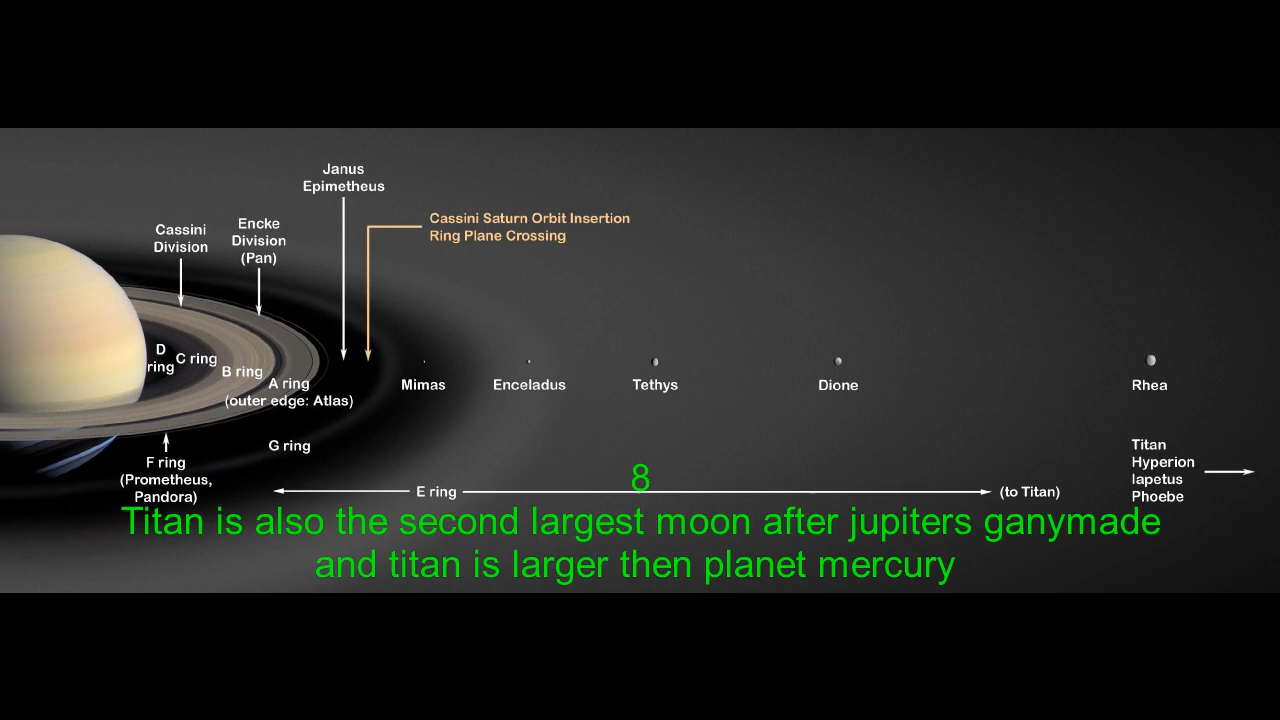 Janus
Epimetheus
Cassini Saturn Orbit Insertion
Ring Plane Crossing
Cassini
Division
Encke
Division
(Pan)
D
ring
C ring
B ring
A ring
(outer edge: Atlas)
Mimas
Enceladus
Tethys
Dione
Rhea
G ring
F ring
(Prometheus,
Pandora)
E ring
(to Titan)
Titan
Hyperion
Iapetus
Phoebe
8
Titan is also the second largest moon after jupiters ganymade
and titan is larger then planet mercury